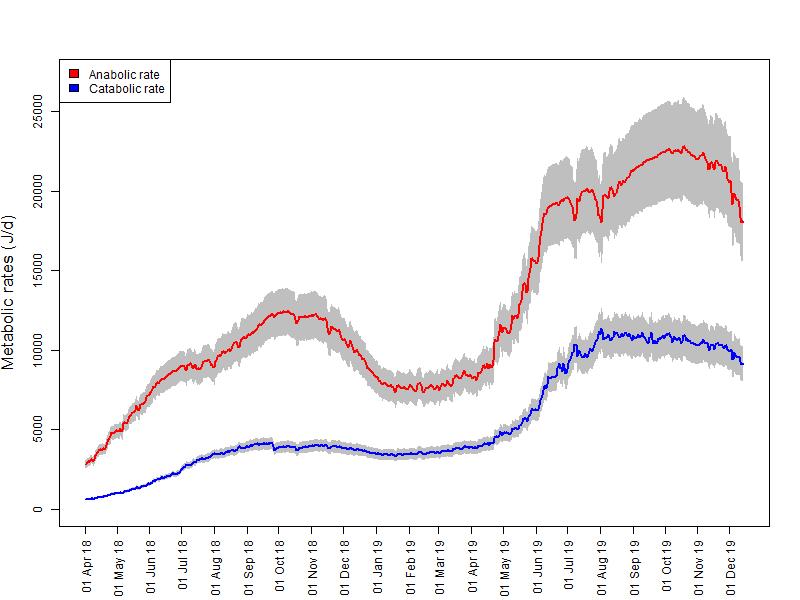 Anabolic rate
Catabolic rate
Metabolic rates (J/d)
25000
20000
15000
10000
5000
0
01 Apr 18
01 May 18
01 Jun 18
01 Jul 18
01 Aug 18
01 Sep 18
01 Oct 18
01 Nov 18
01 Dec 18
01 Jan 19
01 Feb 19
01 Mar 19
01 Apr 19
01 May 19
01 Jun 19
01 Jul 19
01 Aug 19
01 Sep 19
01 Oct 19
01 Nov 19
01 Dec 19